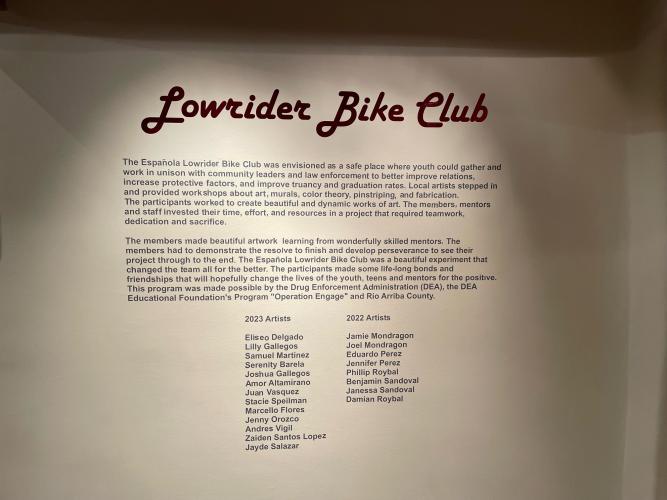 Lowrider Bike Club
The Española Lowrider Bike Club was envisioned as a safe place where youth could gather and
work in unison with community leaders and law enforcement to better improve relations,
increase protective factors, and improve truancy and graduation rates. Local artists stepped in
and provided workshops about art, murals, color theory, pinstriping, and fabrication.
The participants worked to create beautiful and dynamic works of art. The members, mentors
and staff invested their time, effort, and resources in a project that required teamwork,
dedication and sacrifice.
The members made beautiful artwork learning from wonderfully skilled mentors. The
members had to demonstrate the resolve to finish and develop perseverance to see their
project through to the end. The Española Lowrider Bike Club was a beautiful experiment that
changed the team all for the better. The participants made some life-long bonds and
friendships that will hopefully change the lives of the youth, teens and mentors for the positive.
This program was made possible by the Drug Enforcement Administration (DEA), the DEA
Educational Foundation's Program "Operation Engage" and Rio Arriba County.
2023 Artists
Eliseo Delgado
Lilly Gallegos
Samuel Martinez
Serenity Barela
Joshua Gallegos
Amor Altamirano
Juan Vasquez
Stacie Speilman
Marcello Flores
Jenny Orozco
Andres Vigil
Zaiden Santos Lopez
Jayde Salazar
2022 Artists
Jamie Mondragon
Joel Mondragon
Eduardo Perez
Jennifer Perez
Phillip Roybal
Benjamin Sandoval
Janessa Sandoval
Damian Roybal